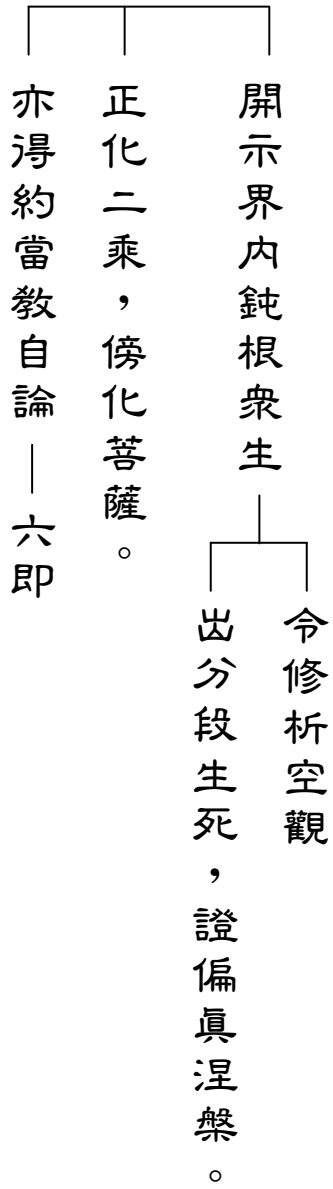 開示界内鈍根衆生
令修析空觀
出分段生死，證偏眞涅槃。
正化二乘，傍化菩薩。
亦得約當教自論
六即